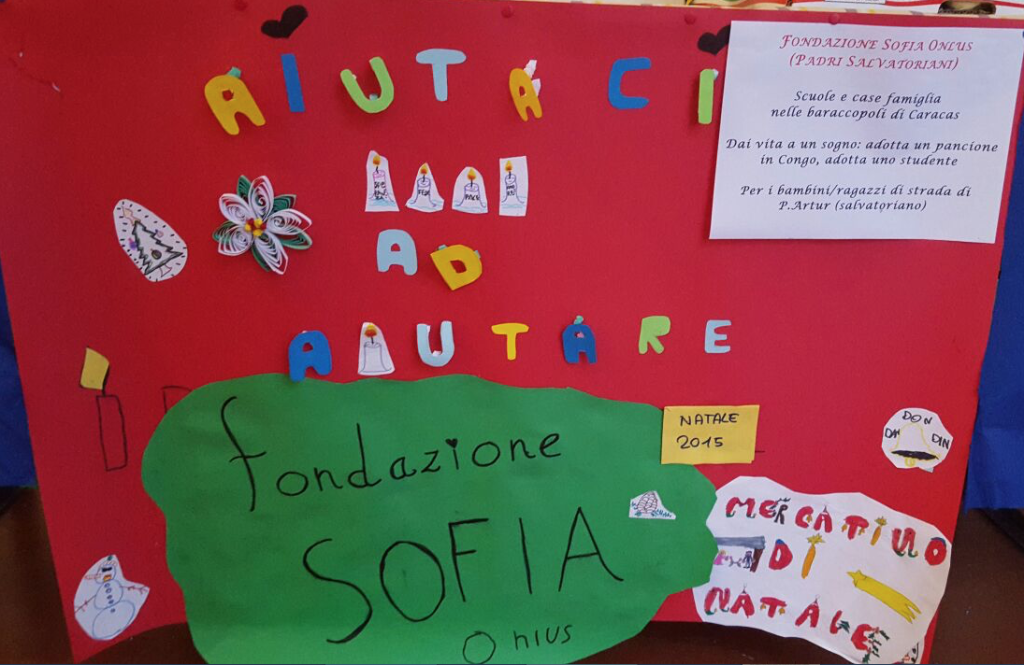 AIUTACI
FONDAZIONE SOFIA ONLUS
(PADRI SALVATORIANI)
Scuole e case famiglia
nelle baraccopoli di Caracas
Dai vita a un sogno: adotta un pancione
in Congo, adotta uno studente
Per i bambini/ragazzi di strada di
P.Artur (salvatoriano)
PACE
AD
AIUTARE
fondazione
SOFIA
Onlus
NATALE
2015
DON
DAN DIN
MERCATINO
DI
NATALE